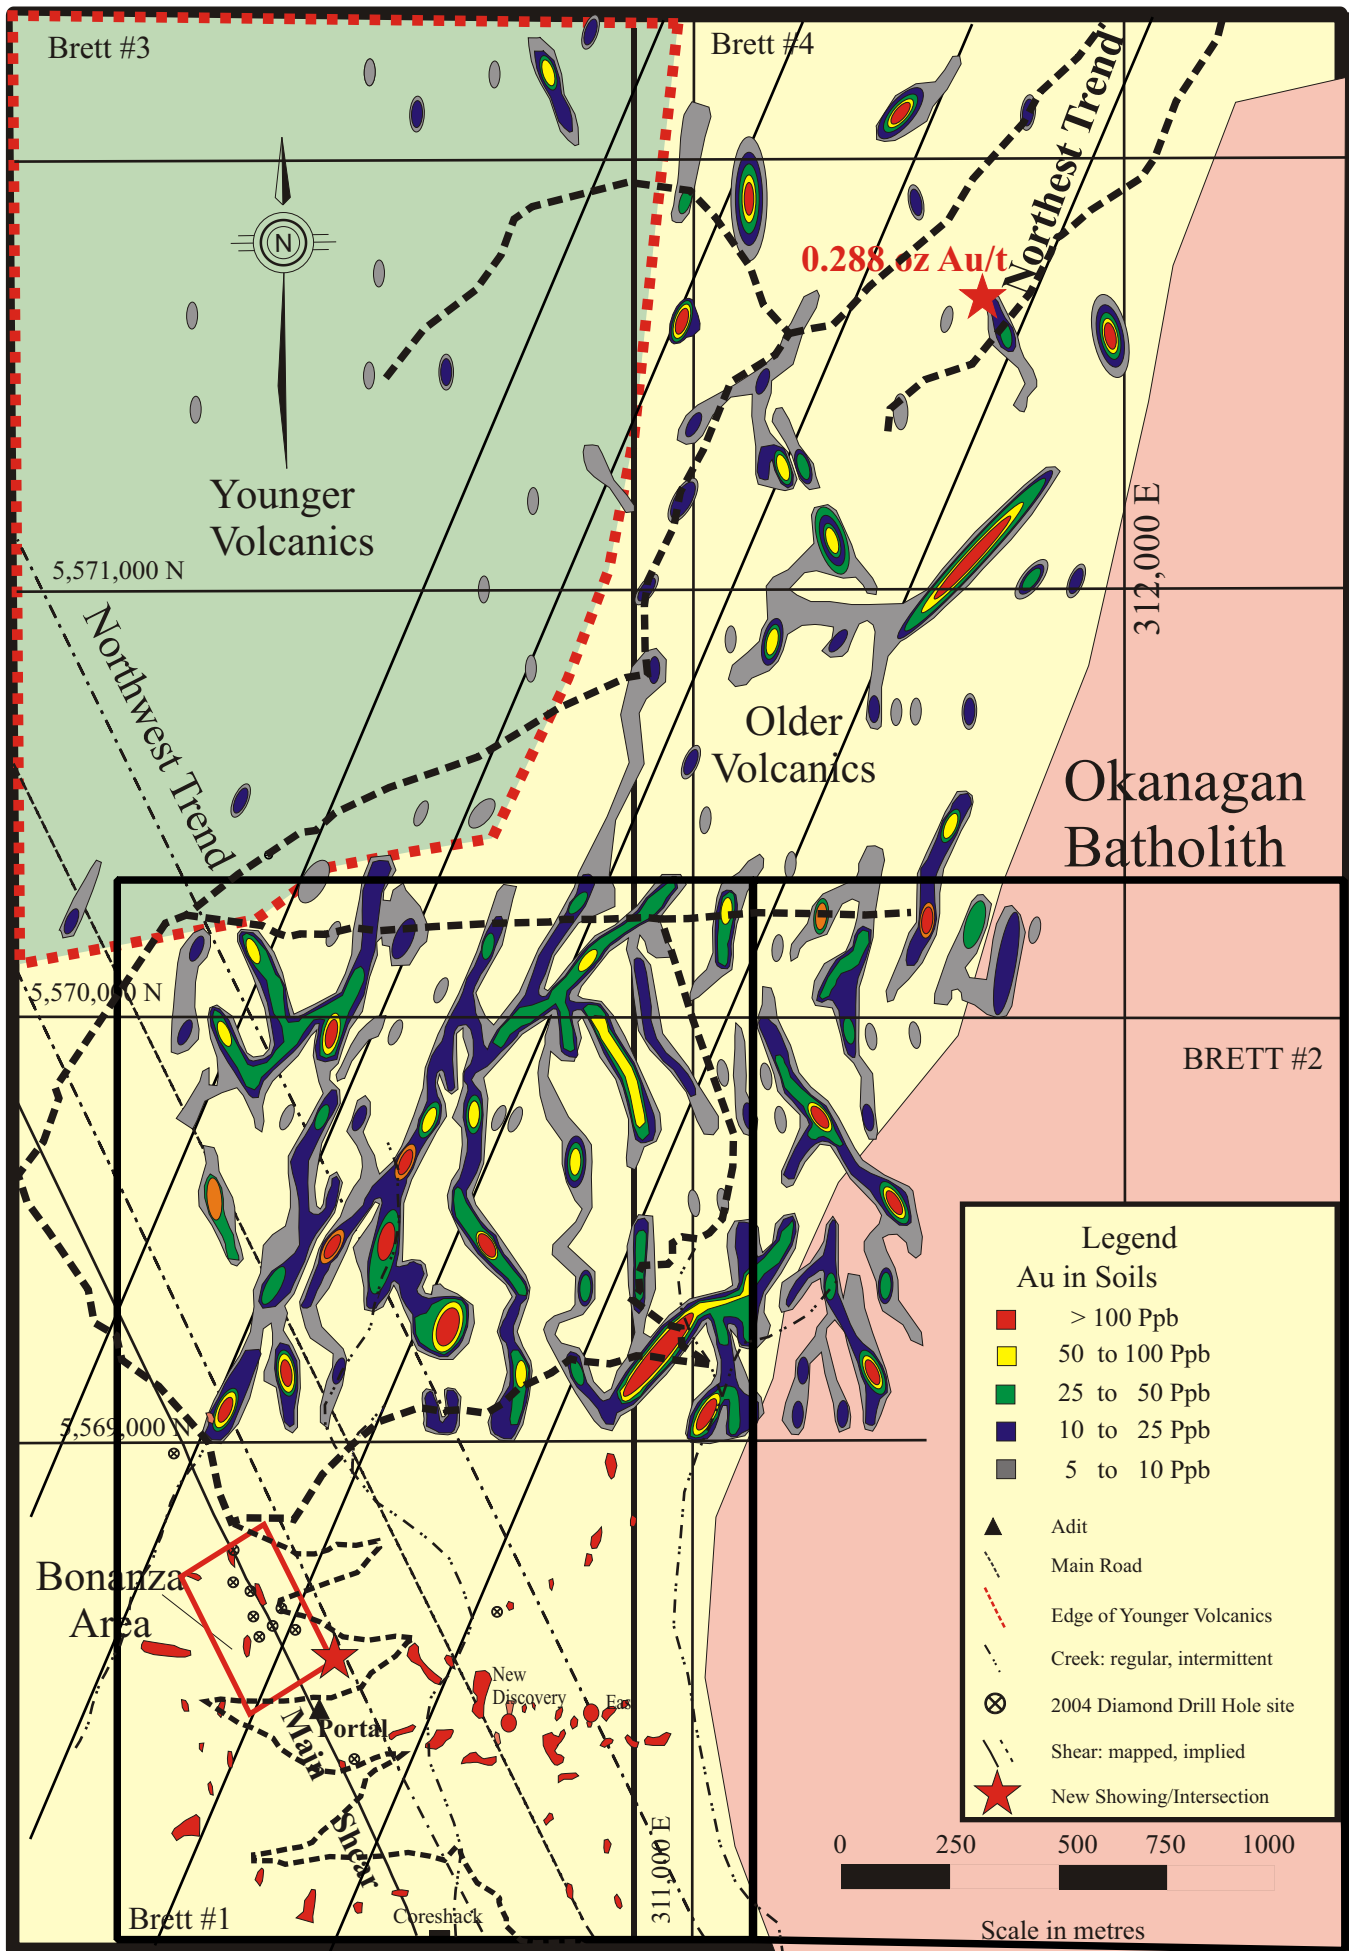 Brett #3
Brett #4
Northest Trend
N
0.288 oz Au/t
Younger
Volcanics
5,571,000 N
312,000 E
Northwest Trend
Older
Volcanics
Okanagan
Batholith
5,570,000 N
BRETT #2
Legend
Au in Soils
> 100 Ppb
50 to 100 Ppb
25 to 50 Ppb
10 to 25 Ppb
5 to 10 Ppb
Adit
Main Road
Edge of Younger Volcanics
Creek: regular, intermittent
2004 Diamond Drill Hole site
Shear: mapped, implied
New Showing/Intersection
5,569,000 N
Bonanza
Area
New
Discovery
Eas
Portal
Main
Shear
311,000 E
0 250 500 750 1000
Scale in metres
Brett #1
Coreshack